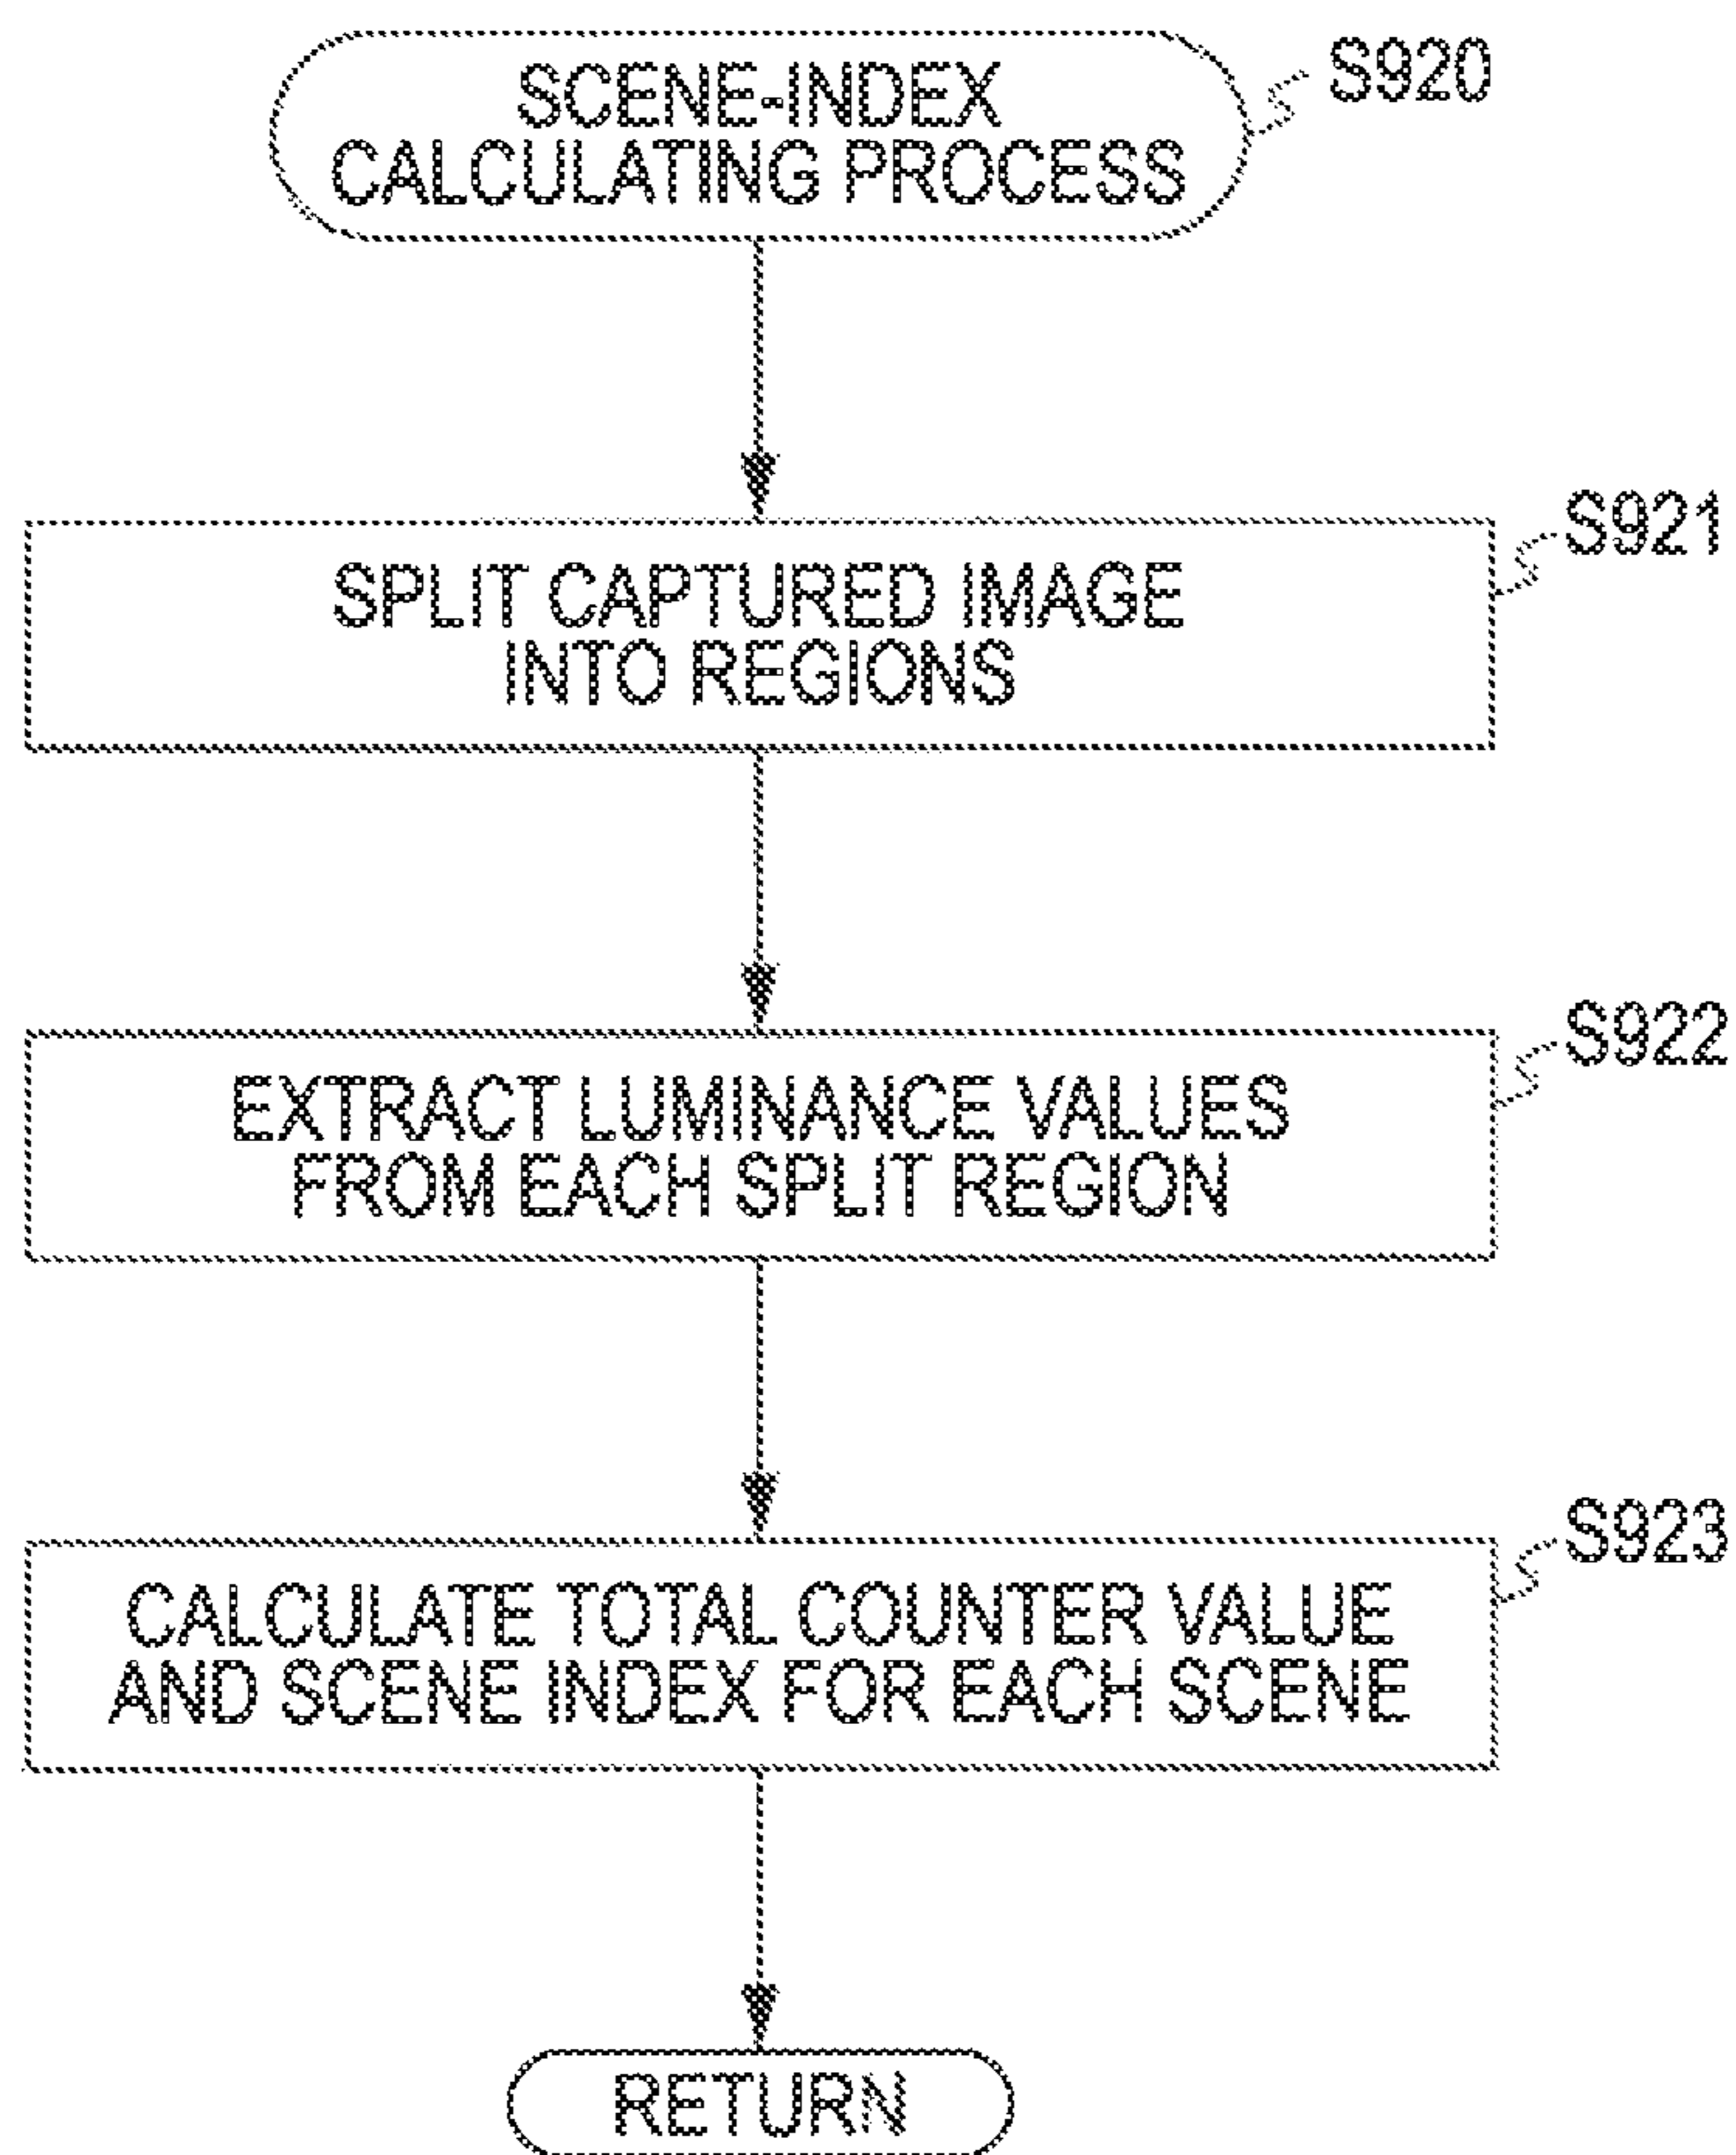 SCENE-INDEX
CALCULATING PROCESS
S920
SPLIT CAPTURED IMAGE
INTO REGIONS
S921
EXTRACT LUMINANCE VALUES
FROM EACH SPLIT REGION
S922
CALCULATE TOTAL COUNTER VALUE
AND SCENE INDEX FOR EACH SCENE
S923
RETURN